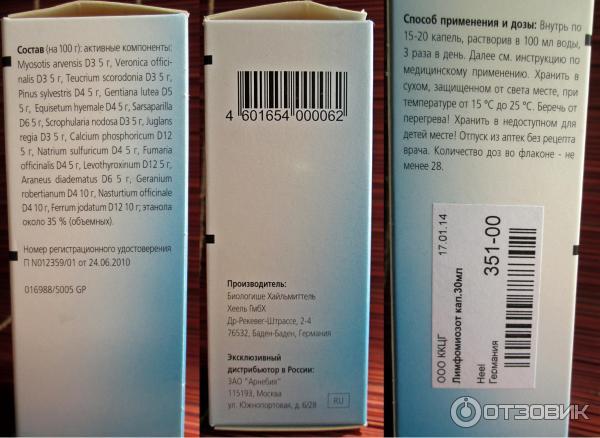 Состав (на 100 г): активные компоненты:
Myosotis arvensis D3 5 г, Veronica offici-
nalis D3 5 г, Teucrium scorodonia D3 5 г,
Pinus sylvestris D4 5 г, Gentiana lutea D5
5 г, Equisetum hyemale D4 5 г, Sarsaparilla
D6 5 г, Scrophularia nodosa D3 5 г, Juglans
regia D3 5 г, Calcium phosphoricum D12
5 г, Natrium sulfuricum D4 5 г, Fumaria
officinalis D4 5 г, Levothyroxinum D12 5 г,
Araneus diadematus D6 5 г, Geranium
robertianum D4 10 г, Nasturtium officinale
D4 10 г, Ferrum jodatum D12 10 г; этанола
около 35 % (объемных).
Номер регистрационного удостоверения
П N012359/01 от 24.06.2010
016988/S005 GP
4 601654 000062
Производитель:
Биологише Хайльмиттель
Хеель ГмбХ
Др-Рекевег-Штрассе, 2-4
76532, Баден-Баден, Германия
Эксклюзивный
дистрибьютор в России:
ЗАО "Арнебия"
115193, Москва
ул. Южнопортовая, д. 6/28
RU
Способ применения и дозы: Внутрь по
15-20 капель, растворив в 100 мл воды,
3 раза в день. Далее см. инструкцию по
медицинскому применению. Хранить в
сухом, защищенном от света месте, при
температуре от 15 °C до 25 °C. Беречь от
перегрева! Хранить в недоступном для
детей месте! Отпуск из аптек без рецепта
врача. Количество доз во флаконе - не
менее 28.
ООО ККЦГ
17.01.14
Лимфомиозот кап.30мл
351-00
Heel
Германия
ОТЗОВИК